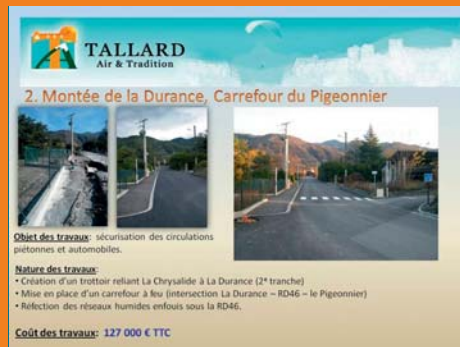 TALLARD
Air & Tradition
2. Montée de la Durance, Carrefour du Pigeonnier
Objet des travaux: sécurisation des circulations
piétonnes et automobiles.
Nature des travaux:
• Création d'un trottoir reliant La Chrysalide à La Durance (2ᵉ tranche)
• Mise en place d'un carrefour à feu (intersection La Durance – RD46 – le Pigeonnier)
• Réfection des réseaux humides enfouis sous la RD46.
Coût des travaux: 127 000 € TTC